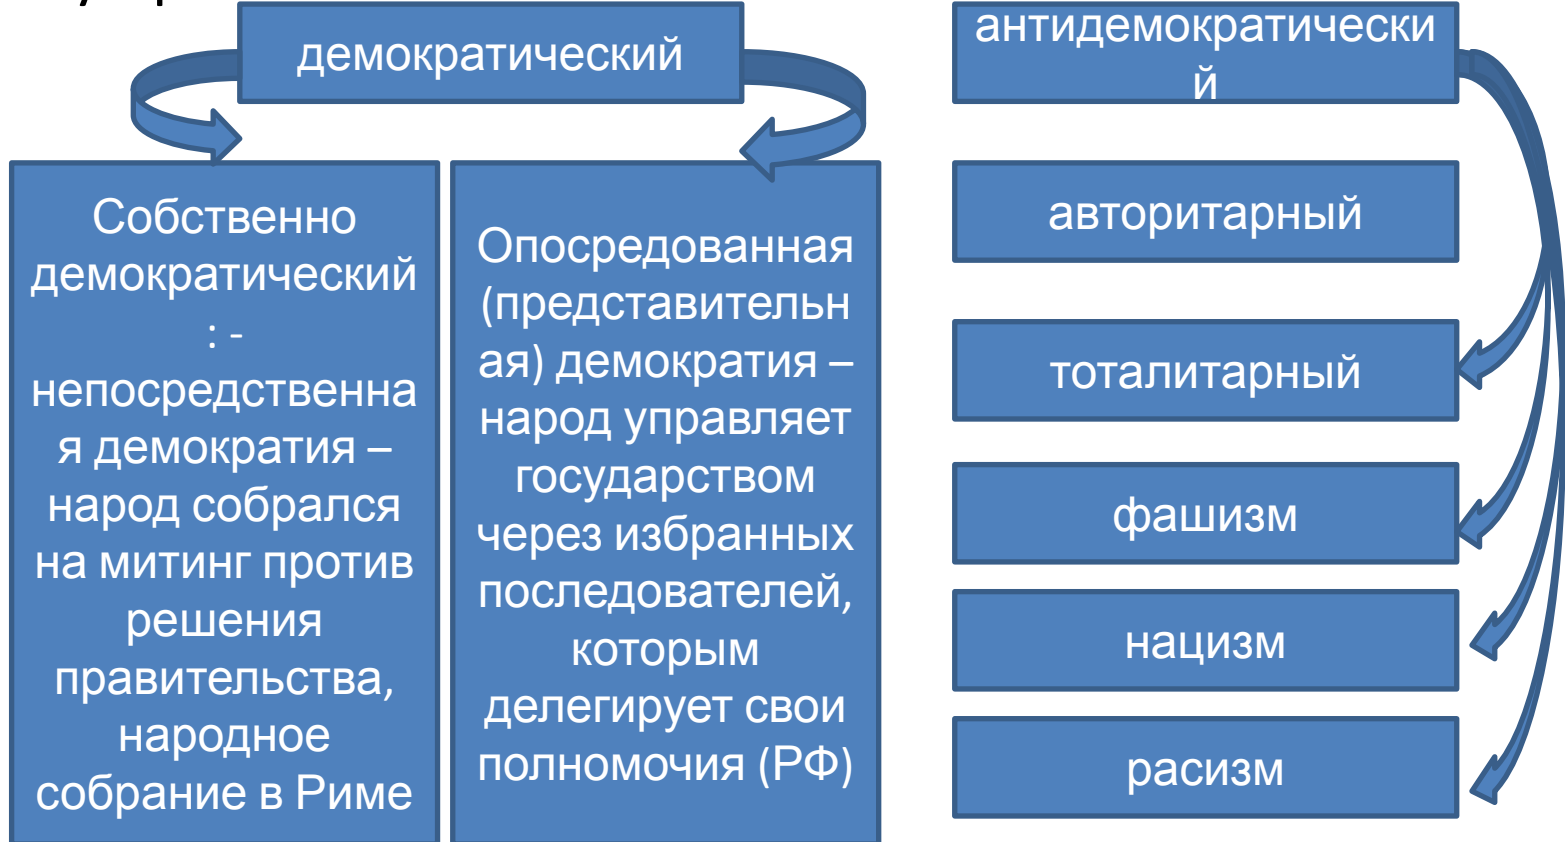 демократический
Собственно
демократический
: -
непосредственна
я демократия –
народ собрался
на митинг против
решения
правительства,
народное
собрание в Риме
Опосредованная
(представительн
ая) демократия –
народ управляет
государством
через избранных
последователей,
которым
делегирует свои
полномочия (РФ)
антидемократически
й
авторитарный
тоталитарный
фашизм
нацизм
расизм